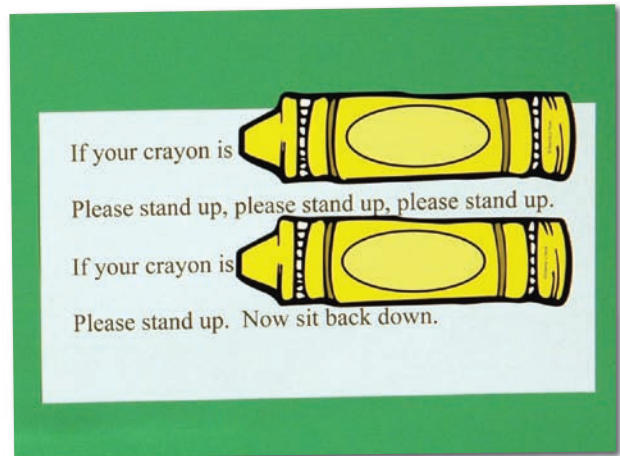 If your crayon is
Please stand up, please stand up, please stand up.
If your crayon is
Please stand up. Now sit back down.